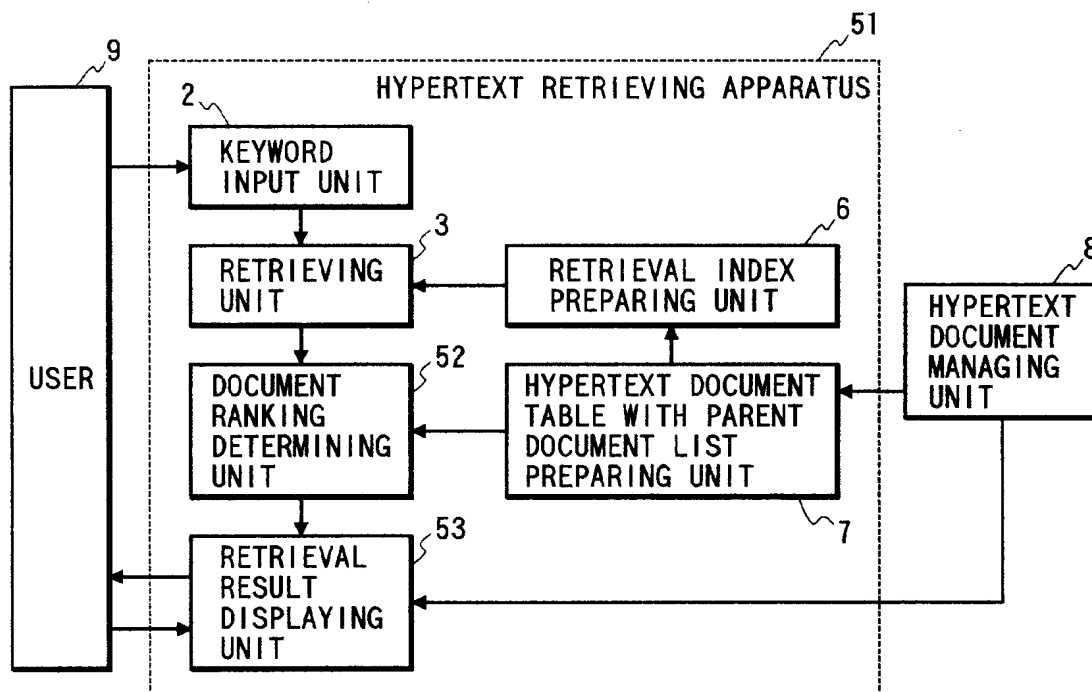 51
9
HYPERTEXT RETRIEVING APPARATUS
2
KEYWORD
INPUT UNIT
3
RETRIEVING
UNIT
6
RETRIEVAL INDEX
PREPARING UNIT
8
HYPERTEXT
DOCUMENT
MANAGING
UNIT
USER
52
DOCUMENT
RANKING
DETERMINING
UNIT
HYPERTEXT DOCUMENT
TABLE WITH PARENT
DOCUMENT LIST
PREPARING UNIT
7
53
RETRIEVAL
RESULT
DISPLAYING
UNIT